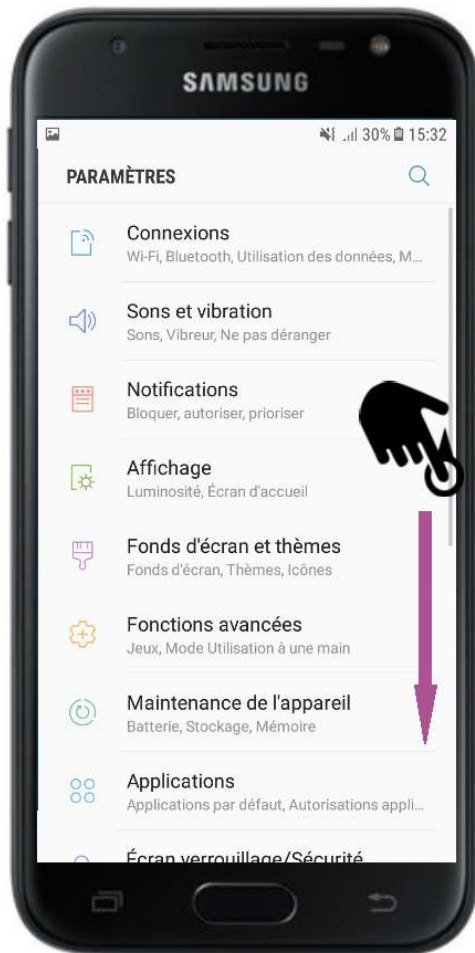 SAMSUNG
30% 15:32
PARAMÈTRES
Connexions
Wi-Fi, Bluetooth, Utilisation des données, M...
Sons et vibration
Sons, Vibreur, Ne pas déranger
Notifications
Bloquer, autoriser, prioriser
Affichage
Luminosité, Écran d'accueil
Fonds d'écran et thèmes
Fonds d'écran, Thèmes, Icônes
Fonctions avancées
Jeux, Mode Utilisation à une main
Maintenance de l'appareil
Batterie, Stockage, Mémoire
Applications
Applications par défaut, Autorisations appli...
Écran verrouillage/Sécurité